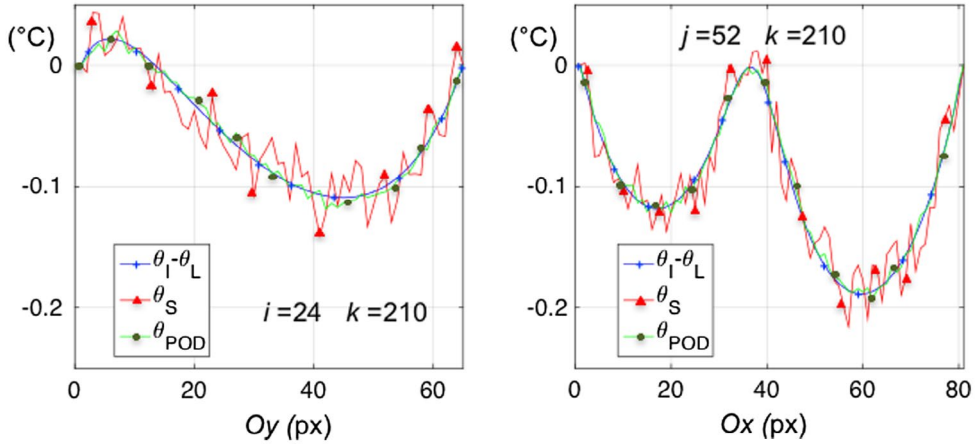 (°C)
0
-0.1
-0.2
0 20 40 60
Oy (px)
θI-θL
θS
θPOD
i =24 k =210
(°C)
0
-0.1
-0.2
0 20 40 60 80
Ox (px)
θI-θL
θS
θPOD
j =52 k =210